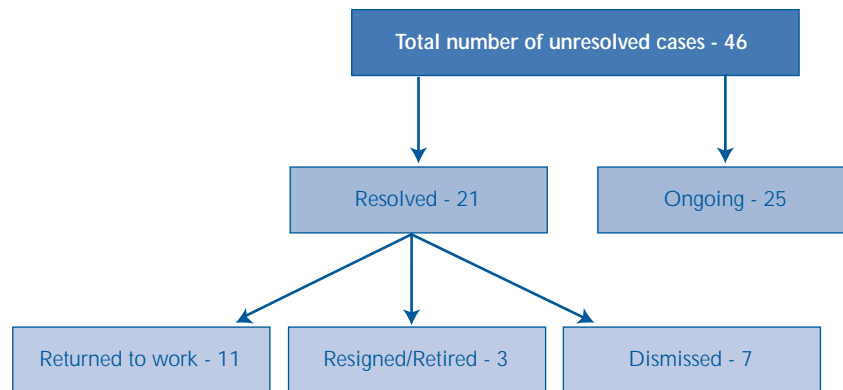 Total number of unresolved cases - 46
Resolved - 21
Ongoing - 25
Returned to work - 11
Resigned/Retired - 3
Dismissed - 7